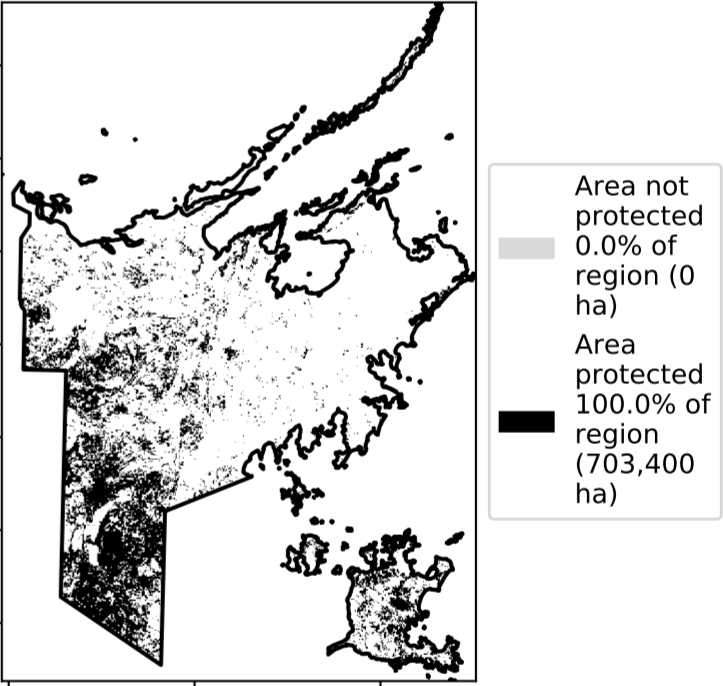 Area not
protected
0.0% of
region (0
ha)
Area
protected
100.0% of
region
(703,400
ha)